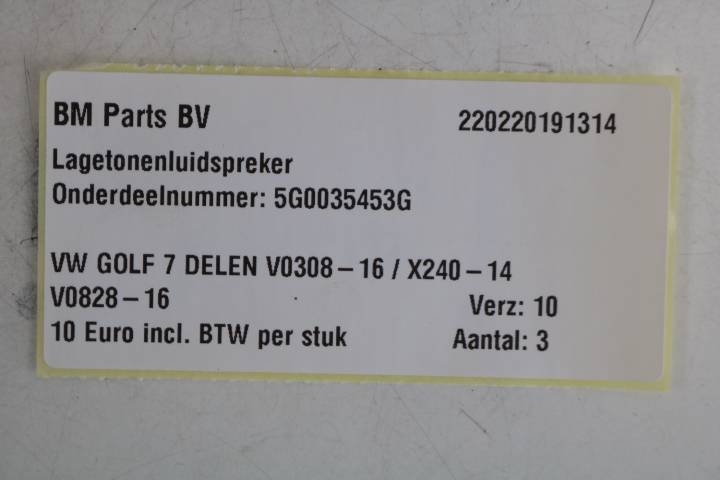 BM Parts BV 220220191314
Lagetonenluidspreker
Onderdeelnummer: 5G0035453G
VW GOLF 7 DELEN V0308-16 / X240-14
V0828-16 Verz: 10
10 Euro incl. BTW per stuk Aantal: 3